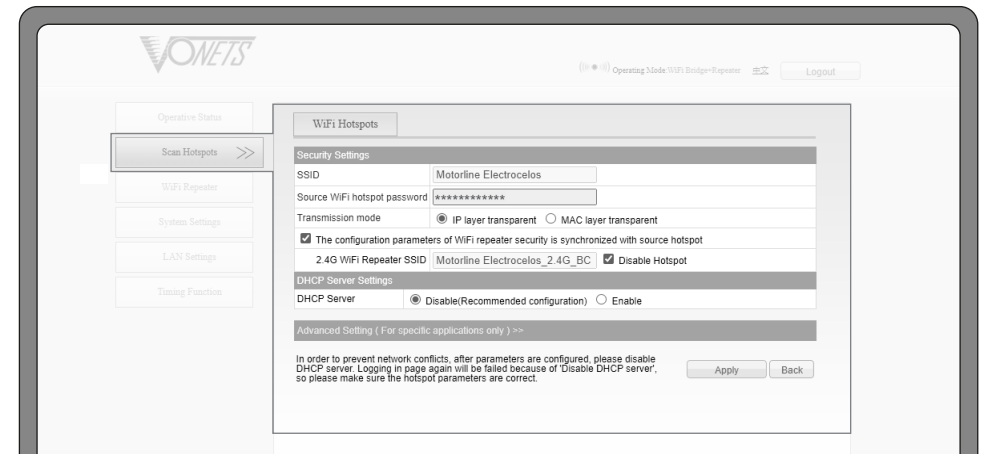 VONETS
Operating Mode:WiFi Bridge+Repeater 中文 Logout
Operative Status
Scan Hotspots >>
WiFi Repeater
System Settings
LAN Settings
Timing Function
WiFi Hotspots
Security Settings
SSID Motorline Electrocelos
Source WiFi hotspot password ************
Transmission mode IP layer transparent MAC layer transparent
The configuration parameters of WiFi repeater security is synchronized with source hotspot
2.4G WiFi Repeater SSID Motorline Electrocelos_2.4G_BC Disable Hotspot
DHCP Server Settings
DHCP Server Disable(Recommended configuration) Enable
Advanced Setting ( For specific applications only ) >>
In order to prevent network conflicts, after parameters are configured, please disable
DHCP server. Logging in page again will be failed because of 'Disable DHCP server',
so please make sure the hotspot parameters are correct.
Apply Back